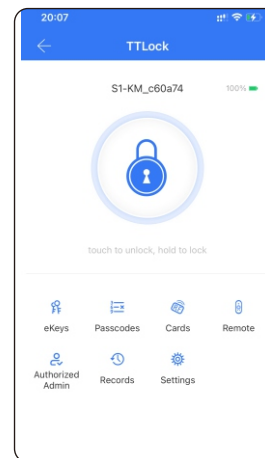 20:07
TTLock
S1-KM_c60a74 100%
touch to unlock, hold to lock
eKeys Passcodes Cards Remote
Authorized
Admin Records Settings